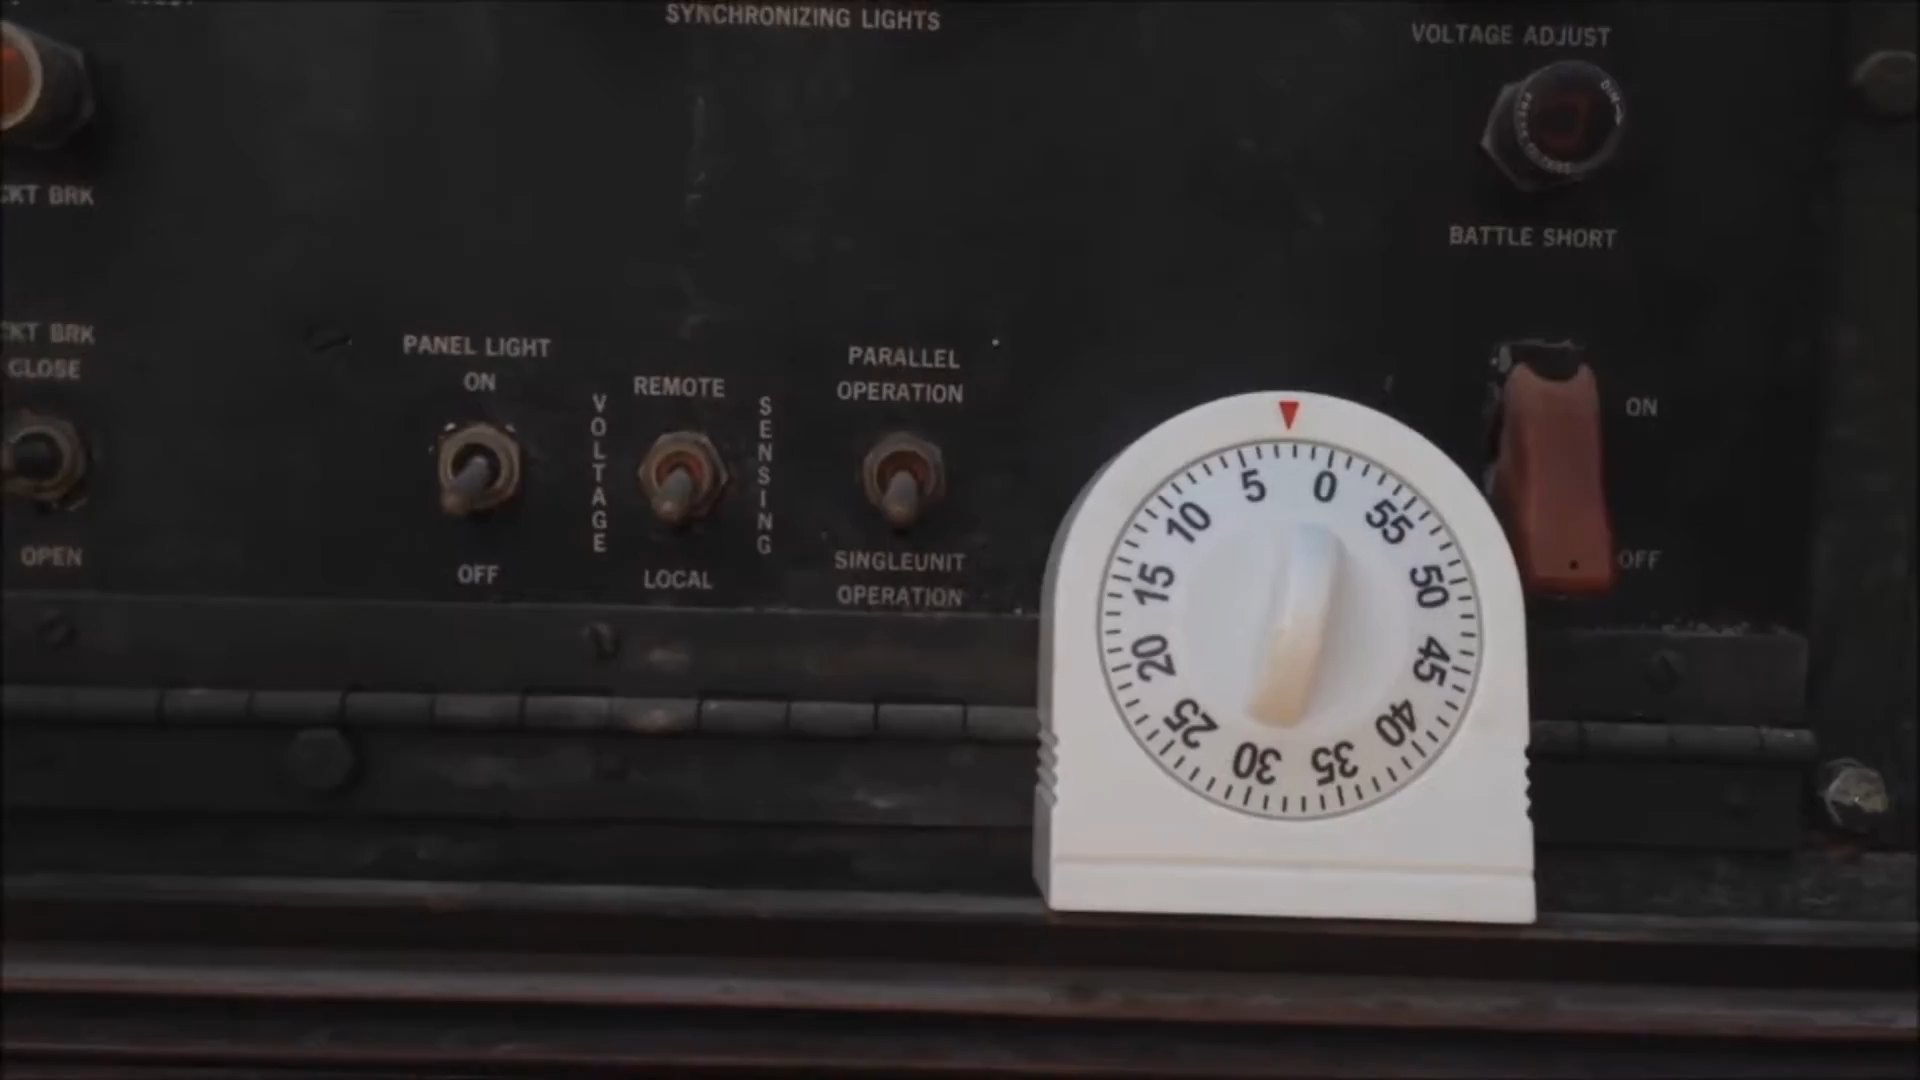 SYNCHRONIZING LIGHTS
VOLTAGE ADJUST
DIM
CKT BRK
BATTLE SHORT
CKT BRK
CLOSE
OPEN
PANEL LIGHT
ON
OFF
VOLTAGE
REMOTE
LOCAL
SENSING
PARALLEL
OPERATION
SINGLEUNIT
OPERATION
ON
OFF
0
5
10
15
20
25
30
35
40
45
50
55